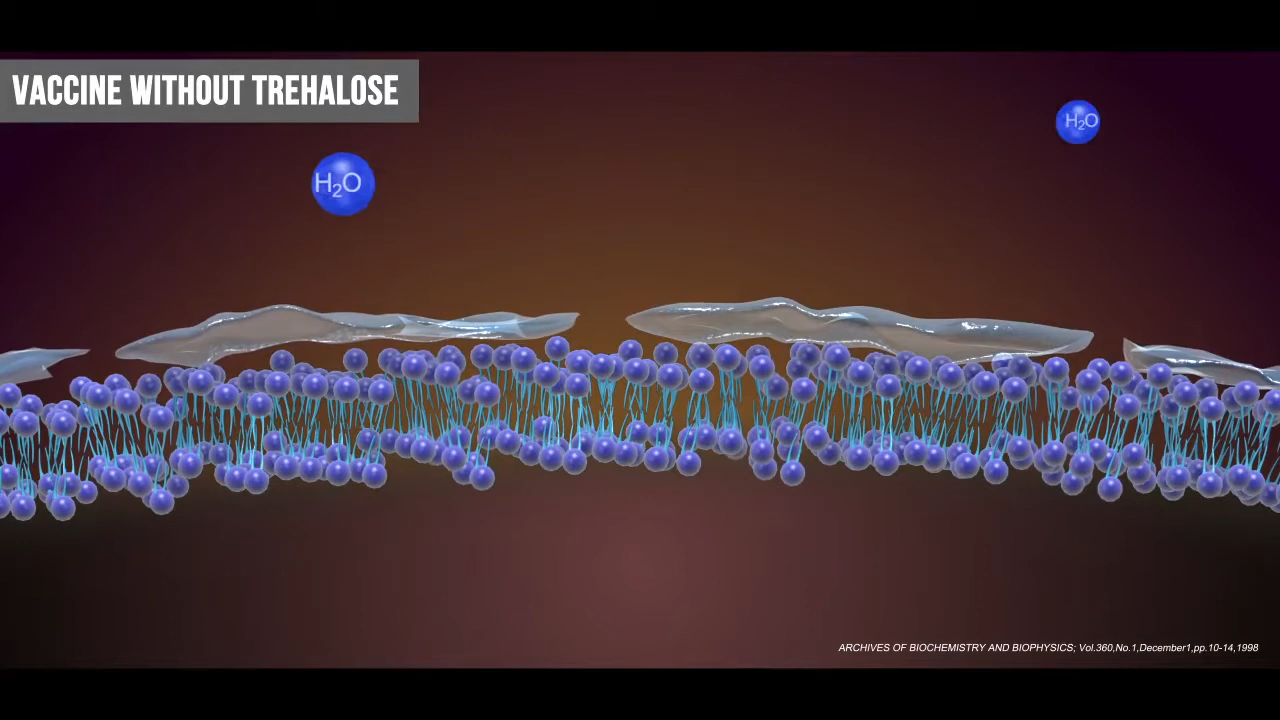 VACCINE WITHOUT TREHALOSE
H₂O
H₂O
ARCHIVES OF BIOCHEMISTRY AND BIOPHYSICS; Vol.360,No.1,December1,pp.10-14,1998